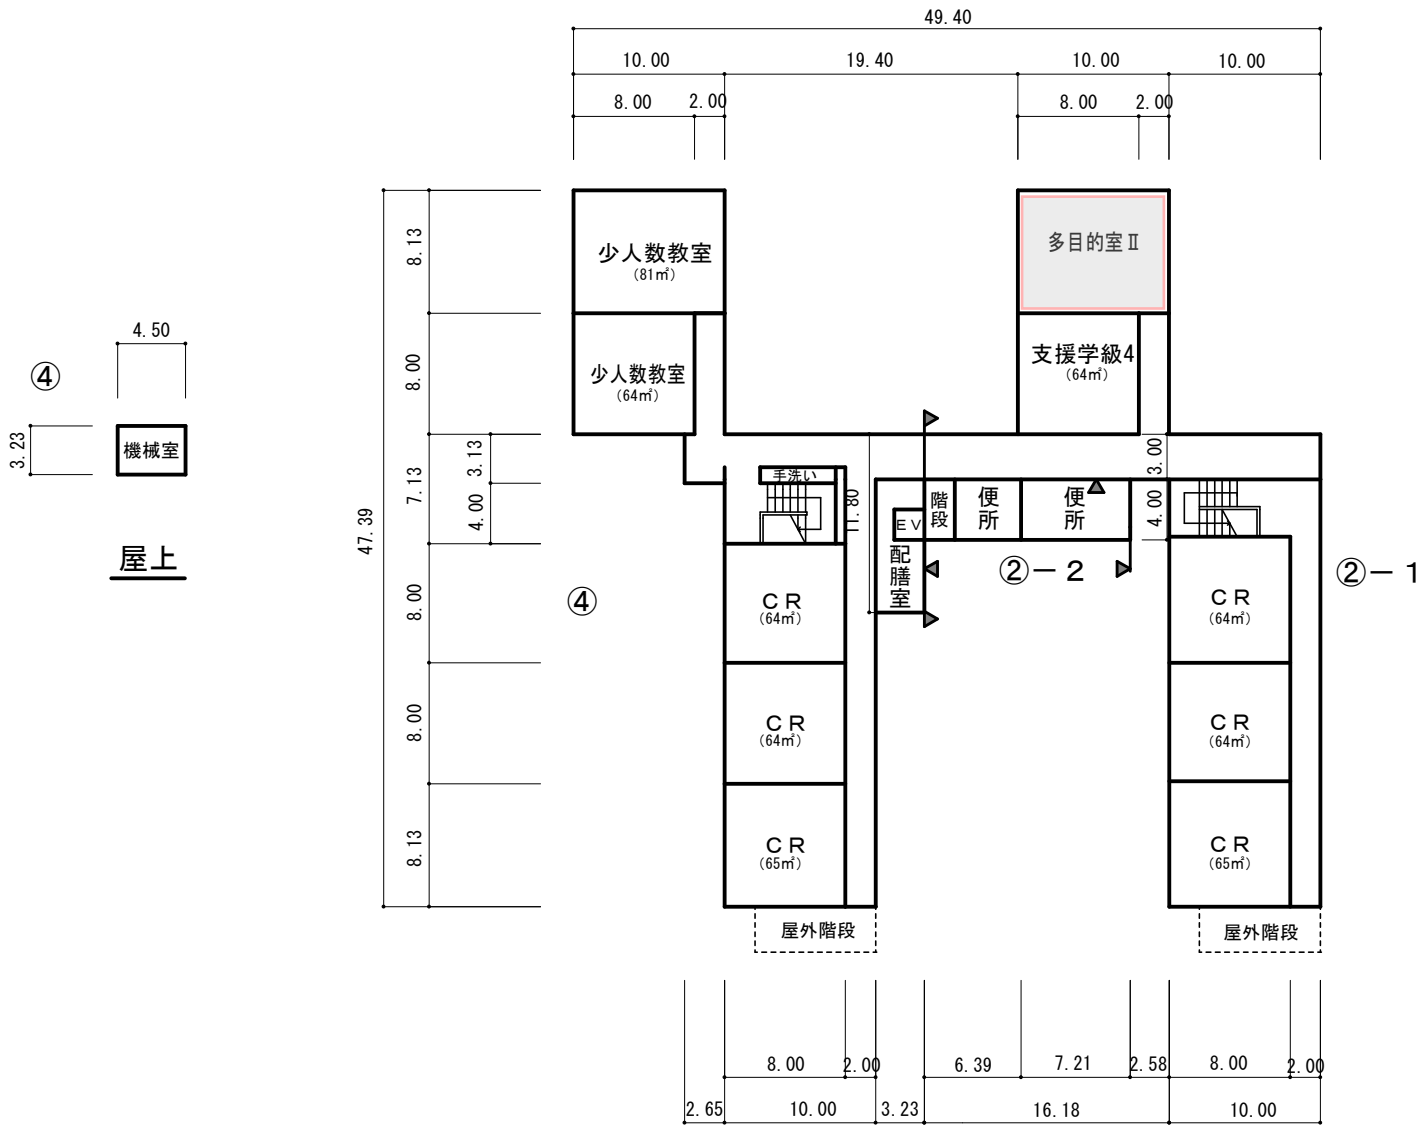 49.40
10.00 19.40 10.00 10.00
8.00 2.00 8.00 2.00
少人数教室
(81㎡)
多目的室Ⅱ
8.13
少人数教室
(64㎡)
支援学級4
(64㎡)
8.00
4.50
④
3.23
機械室
屋上
47.39
7.13
3.13
4.00
手洗い
11.80
3.00
4.00
階段
便所
便所
EV
配膳室
②－2
②－1
④
8.00
CR
(64㎡)
CR
(64㎡)
8.00
CR
(64㎡)
CR
(64㎡)
8.13
CR
(65㎡)
CR
(65㎡)
屋外階段
屋外階段
8.00 2.00 6.39 7.21 2.58 8.00 2.00
2.65 10.00 3.23 16.18 10.00